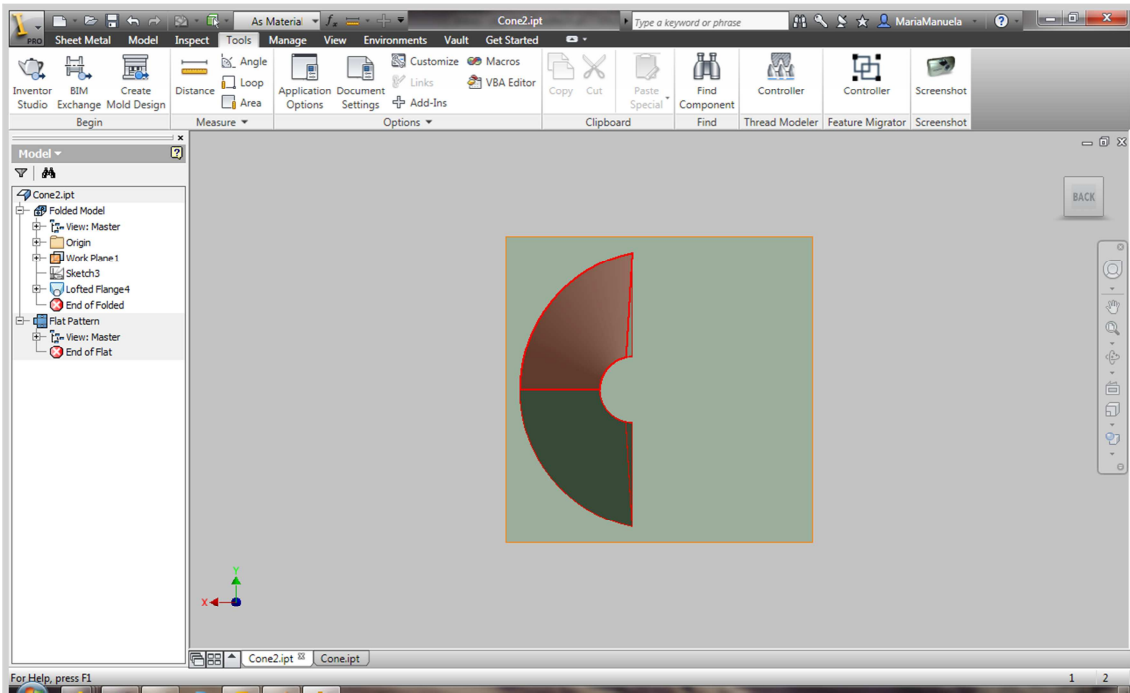 As Material fx Cone2.ipt Type a keyword or phrase MariaManuela
PRO Sheet Metal Model Inspect Tools Manage View Environments Vault Get Started
Angle Customize Macros
Loop Links VBA Editor
Inventor BIM Create Distance Application Document Copy Cut Paste Find Controller Controller Screenshot
Studio Exchange Mold Design Area Options Settings Add-Ins Special Component
Begin Measure Options Clipboard Find Thread Modeler Feature Migrator Screenshot
Model
Cone2.ipt
Folded Model
View: Master
Origin
Work Plane1
Sketch3
Lofted Flange4
End of Folded
Flat Pattern
View: Master
End of Flat
BACK
Y
X
Cone2.ipt Cone.ipt
For Help, press F1 1 2